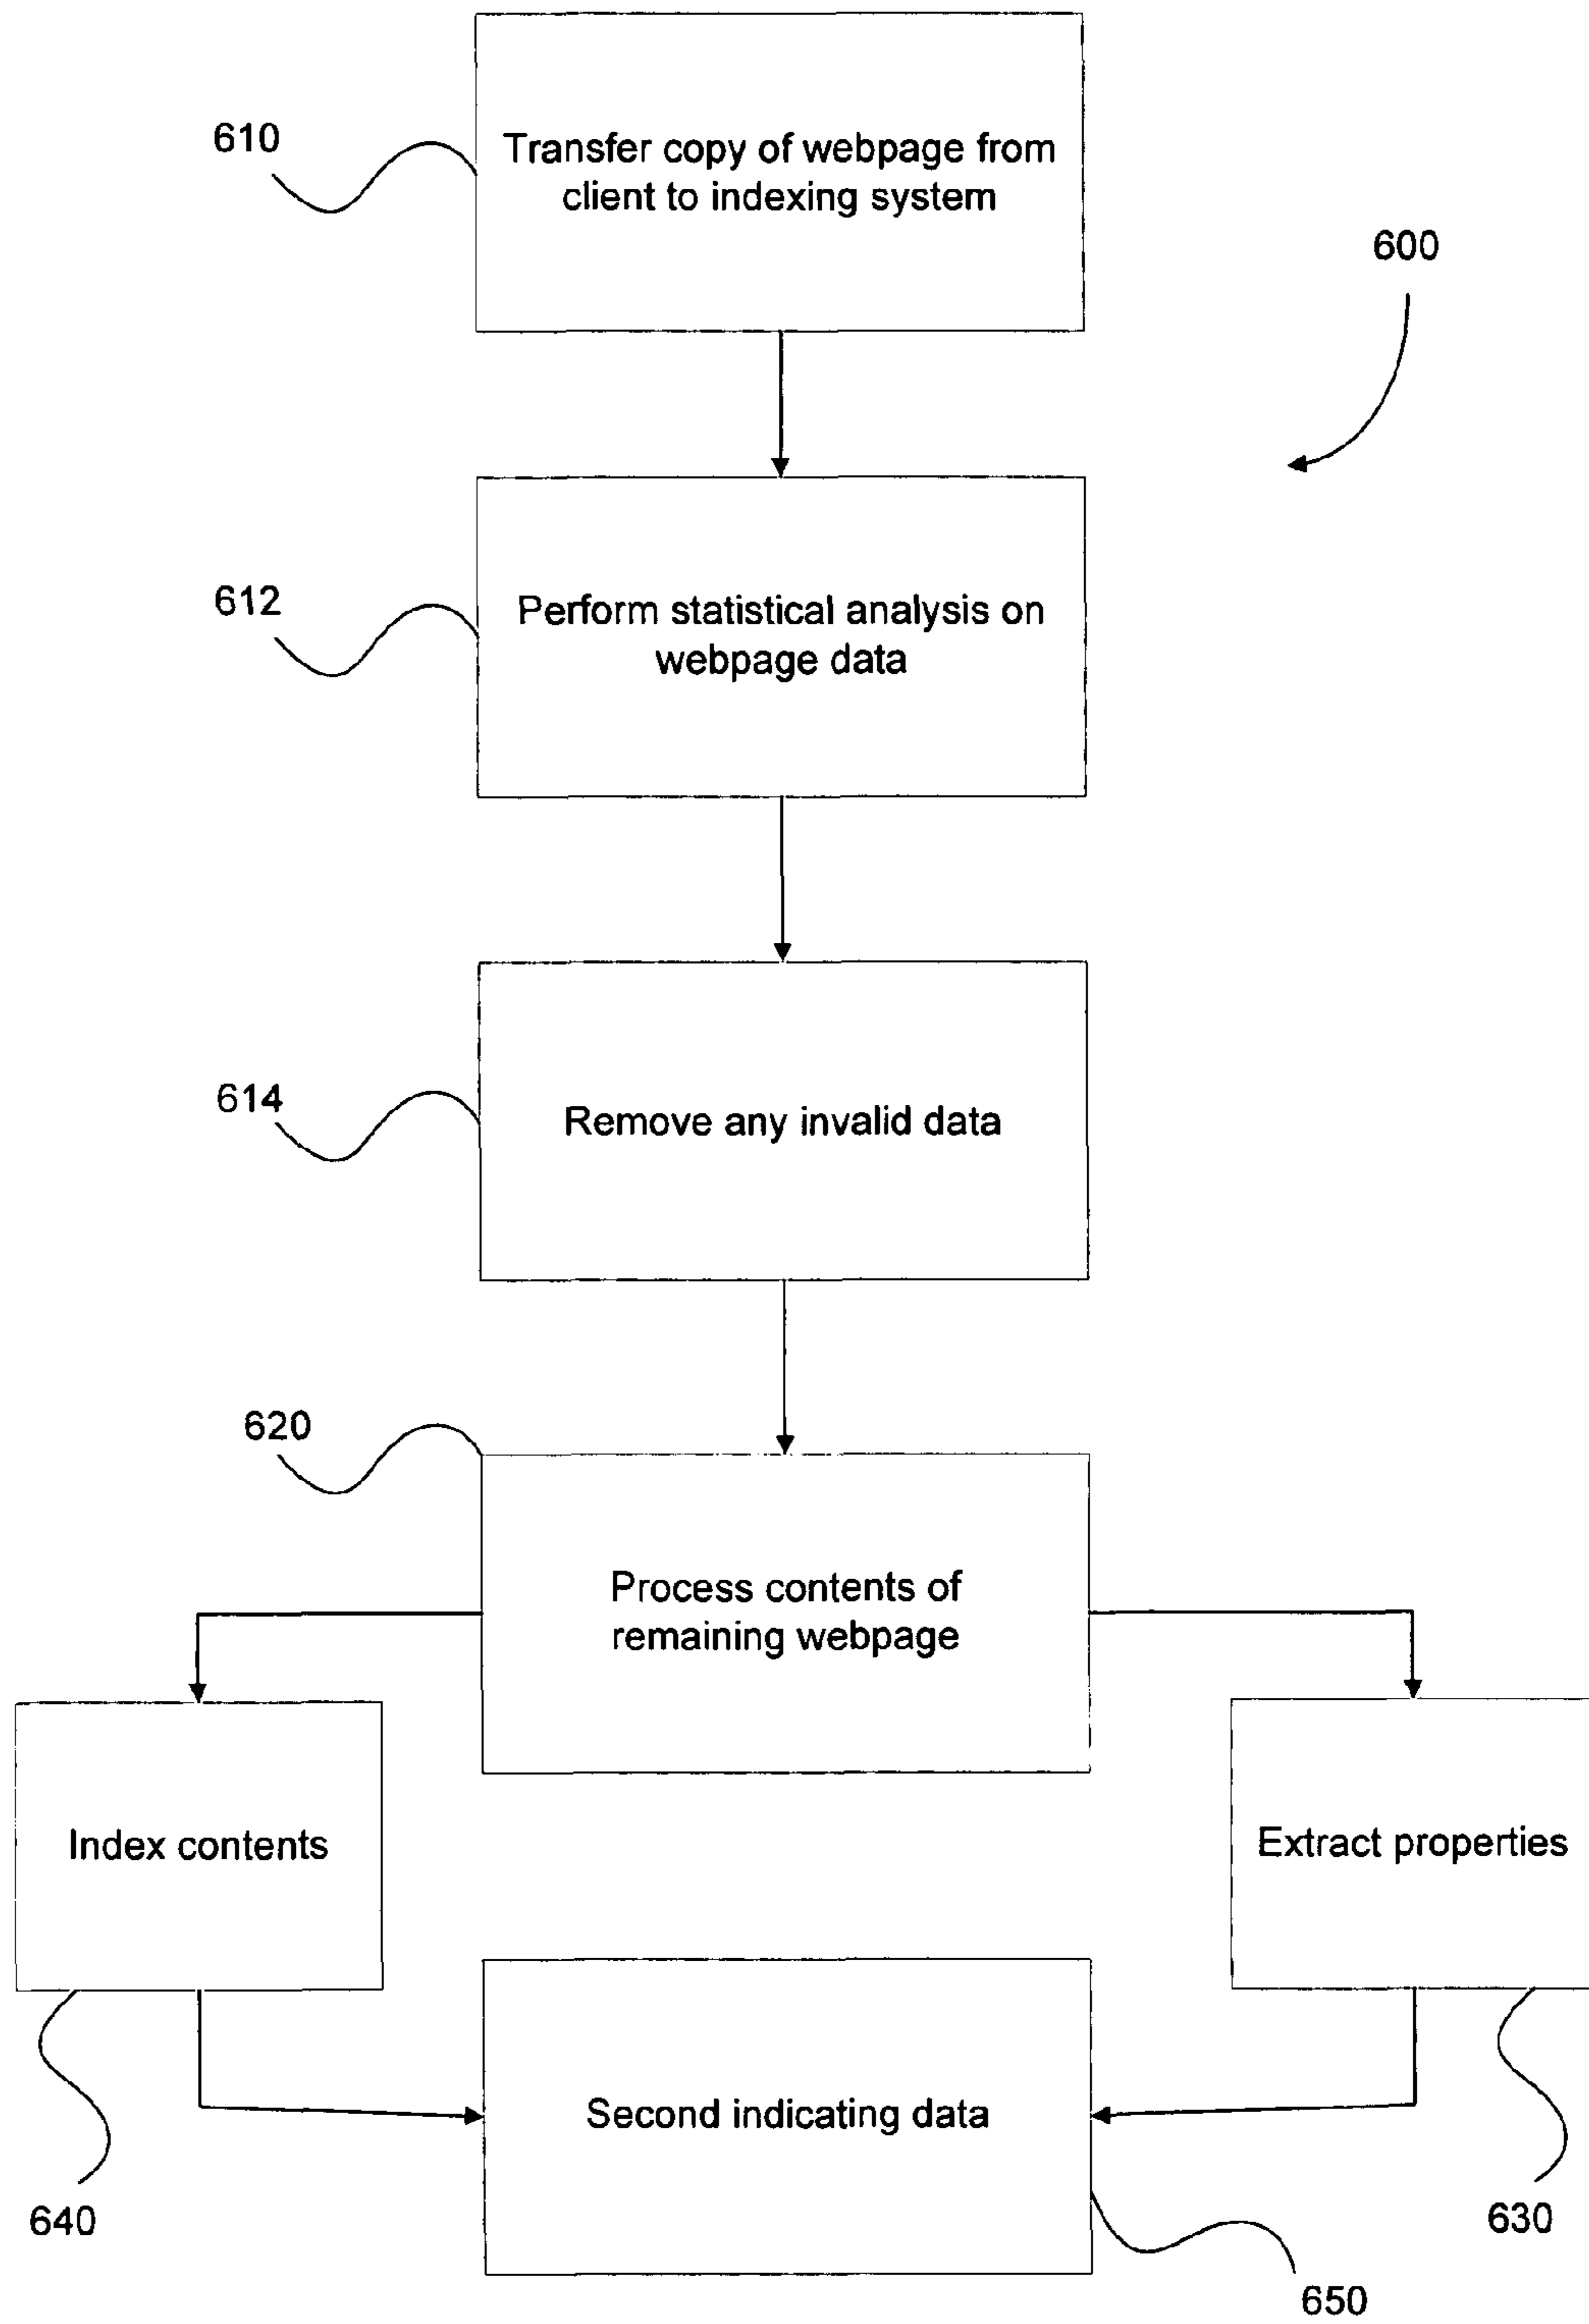 610
Transfer copy of webpage from
client to indexing system
600
612
Perform statistical analysis on
webpage data
614
Remove any invalid data
620
Process contents of
remaining webpage
Index contents
Extract properties
Second indicating data
640
630
650